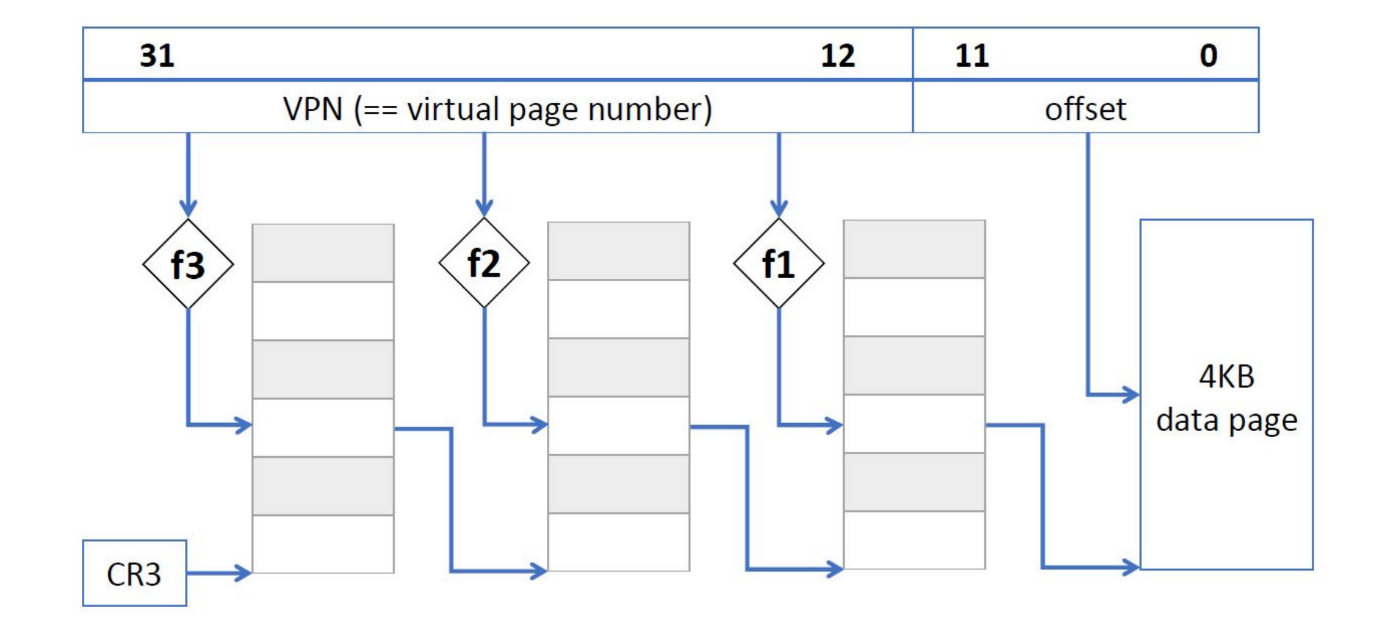 31 12 11 0
VPN (== virtual page number) offset
f3 f2 f1
4KB
data page
CR3